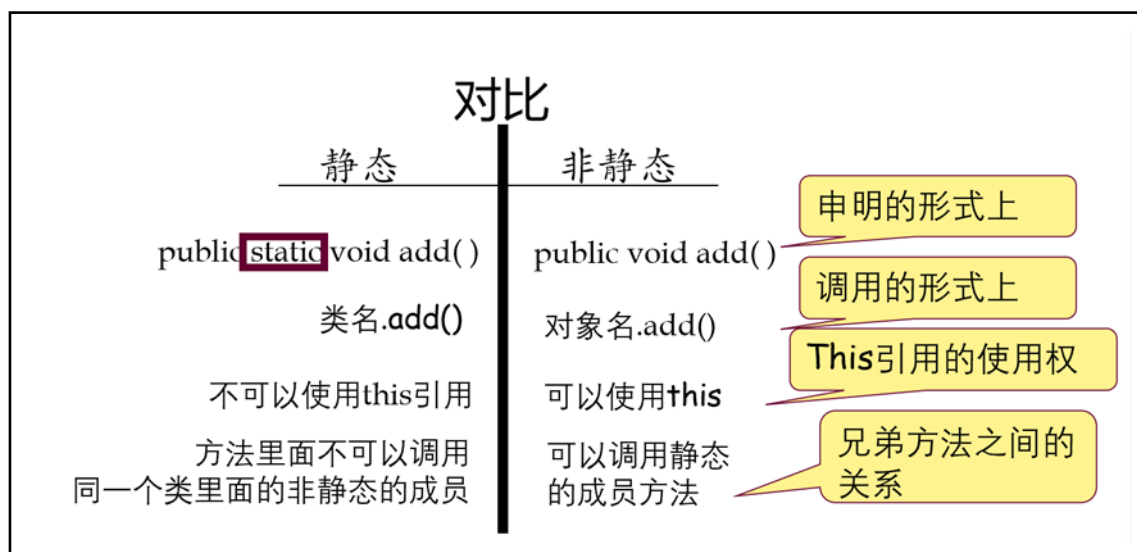 对比
静态 非静态
申明的形式上
public static void add( ) public void add( )
调用的形式上
类名.add() 对象名.add()
This引用的使用权
不可以使用this引用 可以使用this
兄弟方法之间的
关系
方法里面不可以调用 可以调用静态
同一个类里面的非静态的成员 的成员方法